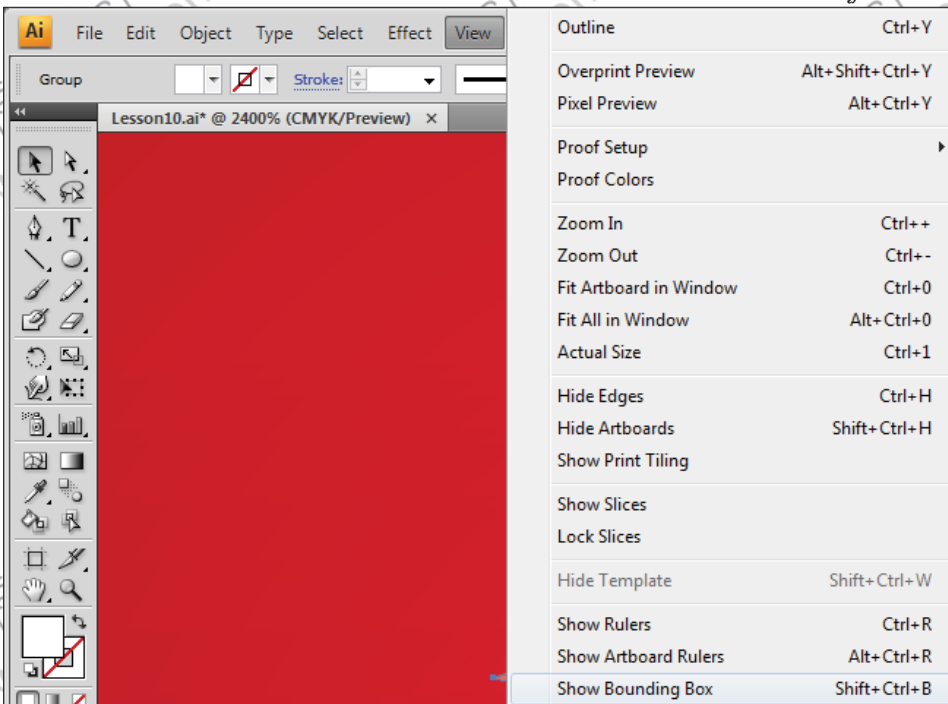 Ai File Edit Object Type Select Effect View
Group Stroke:
Lesson10.ai* @ 2400% (CMYK/Preview) ×
T
Outline Ctrl+Y
Overprint Preview Alt+Shift+Ctrl+Y
Pixel Preview Alt+Ctrl+Y
Proof Setup
Proof Colors
Zoom In Ctrl++
Zoom Out Ctrl+-
Fit Artboard in Window Ctrl+0
Fit All in Window Alt+Ctrl+0
Actual Size Ctrl+1
Hide Edges Ctrl+H
Hide Artboards Shift+Ctrl+H
Show Print Tiling
Show Slices
Lock Slices
Hide Template Shift+Ctrl+W
Show Rulers Ctrl+R
Show Artboard Rulers Alt+Ctrl+R
Show Bounding Box Shift+Ctrl+B